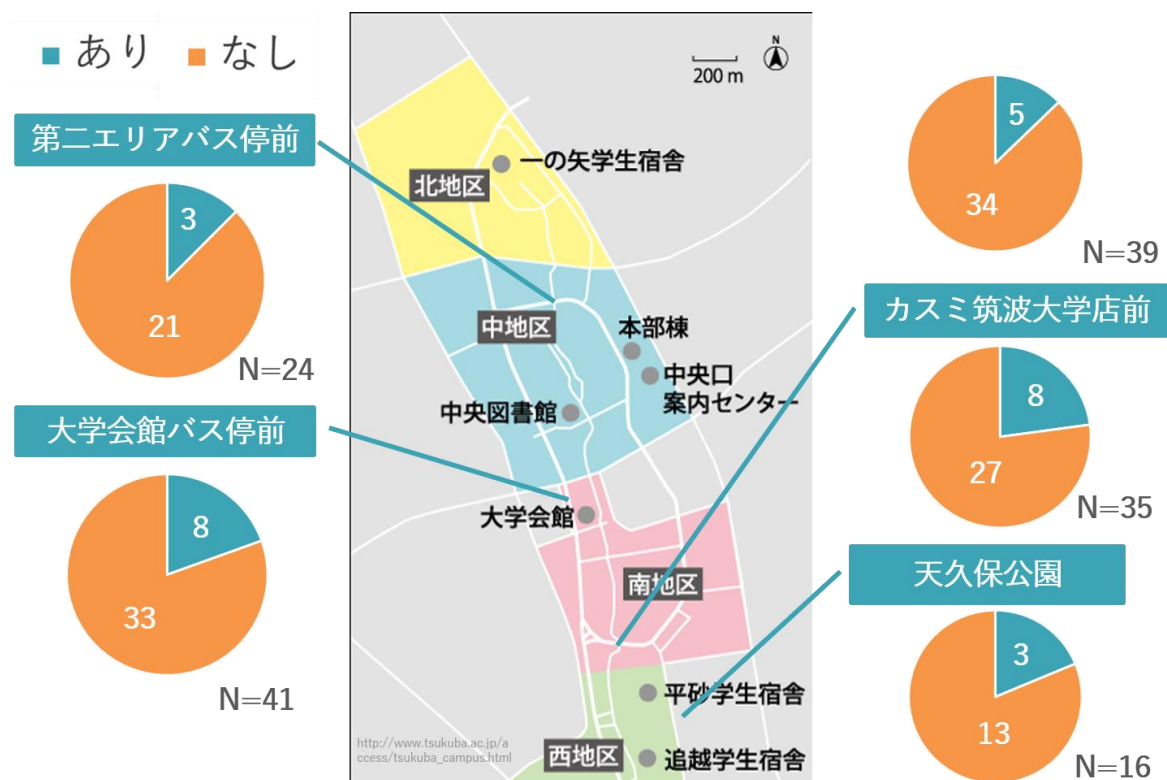 あり なし
第二エリアバス停前
3
21
N=24
大学会館バス停前
8
33
N=41
N
200 m
一の矢学生宿舎
北地区
中地区
本部棟
中央口
案内センター
中央図書館
大学会館
南地区
平砂学生宿舎
西地区
追越学生宿舎
http://www.tsukuba.ac.jp/a
ccess/tsukuba_campus.html
5
34
N=39
カスミ筑波大学店前
8
27
N=35
天久保公園
3
13
N=16